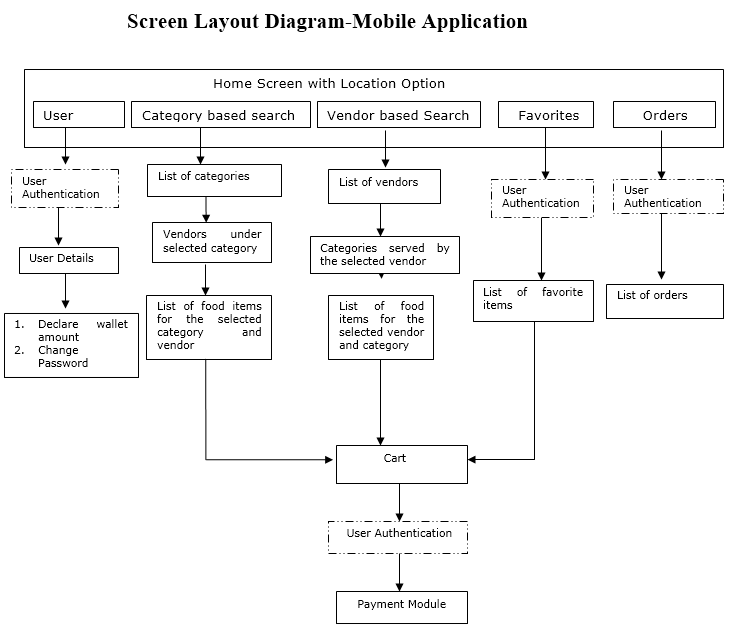 Screen Layout Diagram-Mobile Application
Home Screen with Location Option
User
Category based search
Vendor based Search
Favorites
Orders
User
Authentication
User Details
1. Declare wallet
amount
2. Change
Password
List of categories
Vendors under
selected category
List of food items
for the selected
category and
vendor
List of vendors
Categories served by
the selected vendor
List of food
items for the
selected vendor
and category
User
Authentication
List of favorite
items
User
Authentication
List of orders
Cart
User Authentication
Payment Module